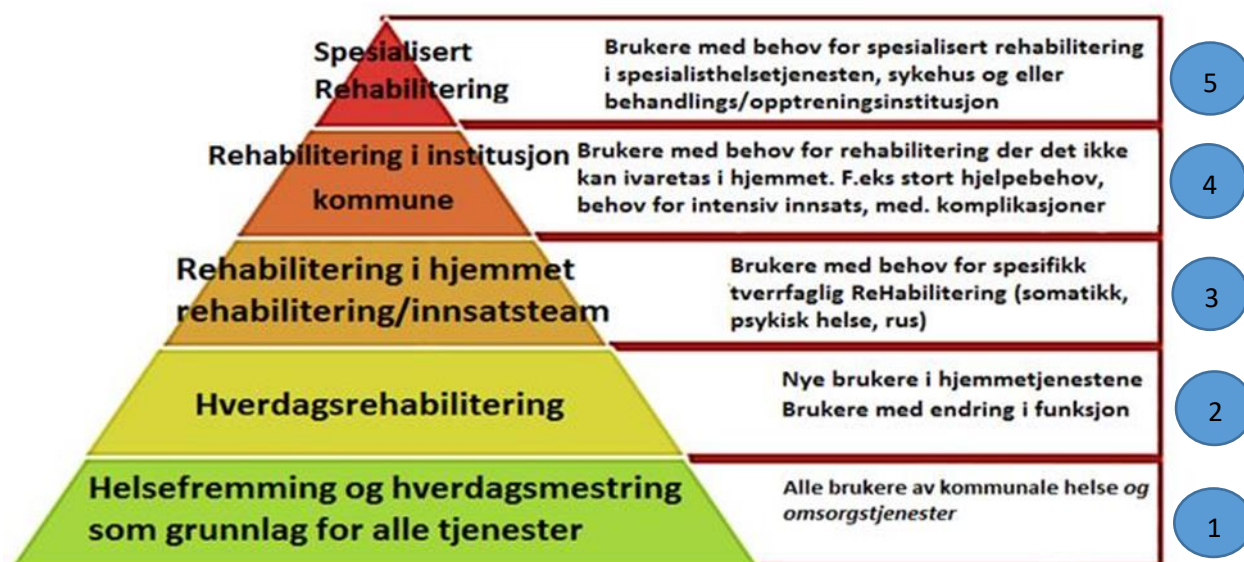 Spesialisert
Rehabilitering
Brukere med behov for spesialisert rehabilitering
i spesialisthelsetjenesten, sykehus og eller
behandlings/opptreningsinstitusjon
5
Rehabilitering i institusjon
kommune
Brukere med behov for rehabilitering der det ikke
kan ivaretas i hjemmet. F.eks stort hjelpebehov,
behov for intensiv innsats, med. komplikasjoner
4
Rehabilitering i hjemmet
rehabilitering/innsatsteam
Brukere med behov for spesifikk
tverrfaglig ReHabilitering (somatikk,
psykisk helse, rus)
3
Hverdagsrehabilitering
Nye brukere i hjemmetjenestene
Brukere med endring i funksjon
2
Helsefremming og hverdagsmestring
som grunnlag for alle tjenester
Alle brukere av kommunale helse og
omsorgstjenester
1